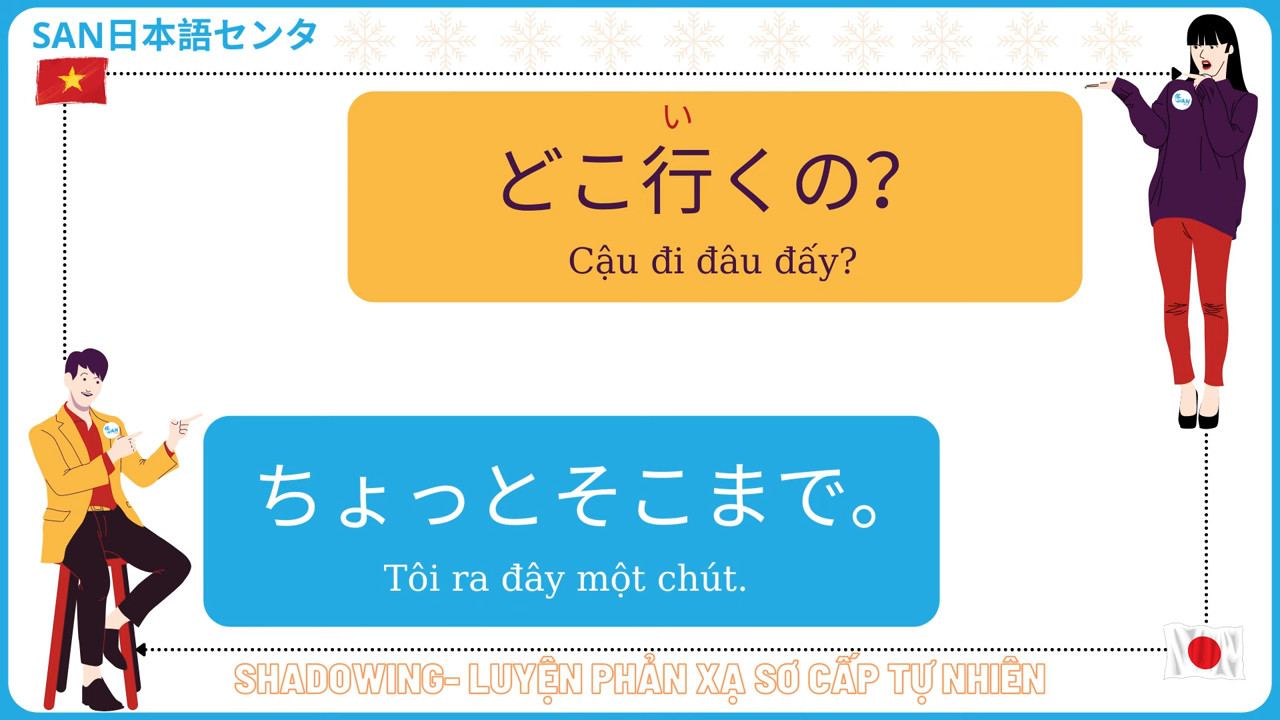 SAN日本語センタ
い
どこ行くの?
Cậu đi đâu đấy?
SAN
ちょっとそこまで。
Tôi ra đây một chút.
SAN
SHADOWING- LUYỆN PHẢN XẠ SƠ CẤP TỰ NHIÊN